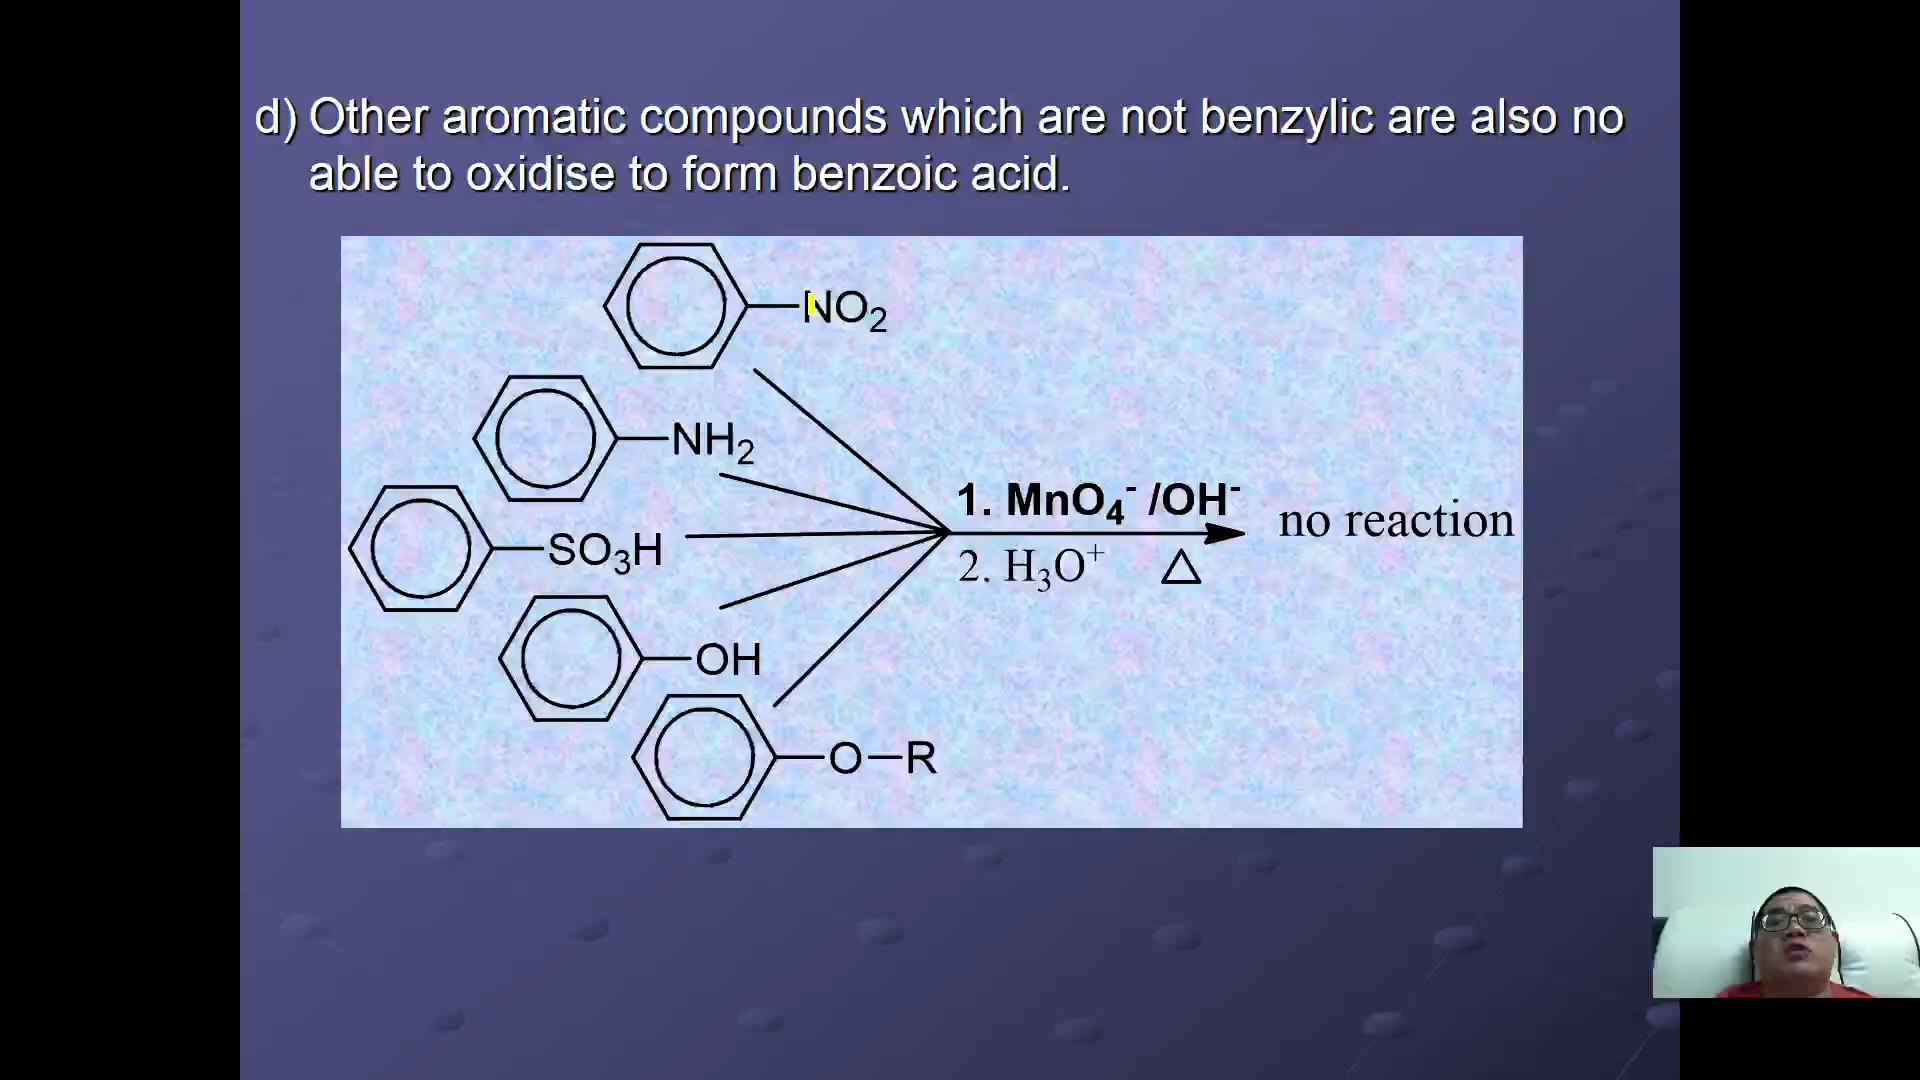 d) Other aromatic compounds which are not benzylic are also no
able to oxidise to form benzoic acid.
NO₂
NH₂
SO₃H
OH
O—R
1. MnO₄⁻ /OH⁻
2. H₃O⁺ △
no reaction